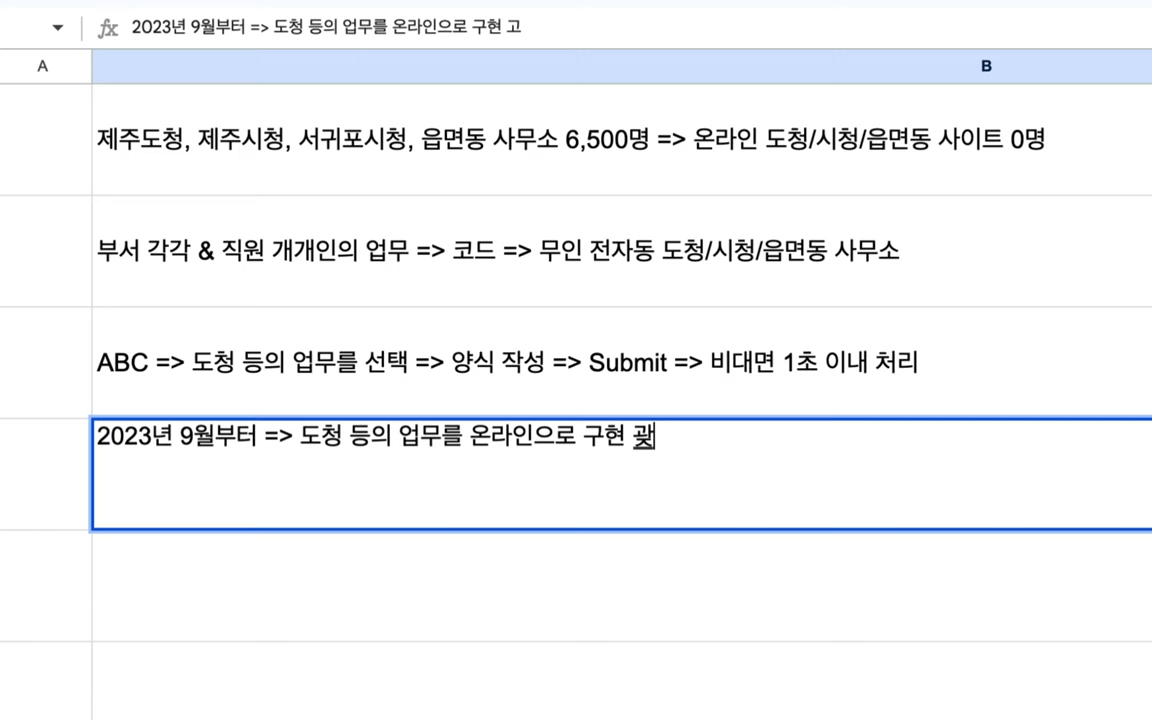 fx 2023년 9월부터 => 도청 등의 업무를 온라인으로 구현 고
A B
제주도청, 제주시청, 서귀포시청, 읍면동 사무소 6,500명 => 온라인 도청/시청/읍면동 사이트 0명
부서 각각 & 직원 개개인의 업무 => 코드 => 무인 전자동 도청/시청/읍면동 사무소
ABC => 도청 등의 업무를 선택 => 양식 작성 => Submit => 비대면 1초 이내 처리
2023년 9월부터 => 도청 등의 업무를 온라인으로 구현